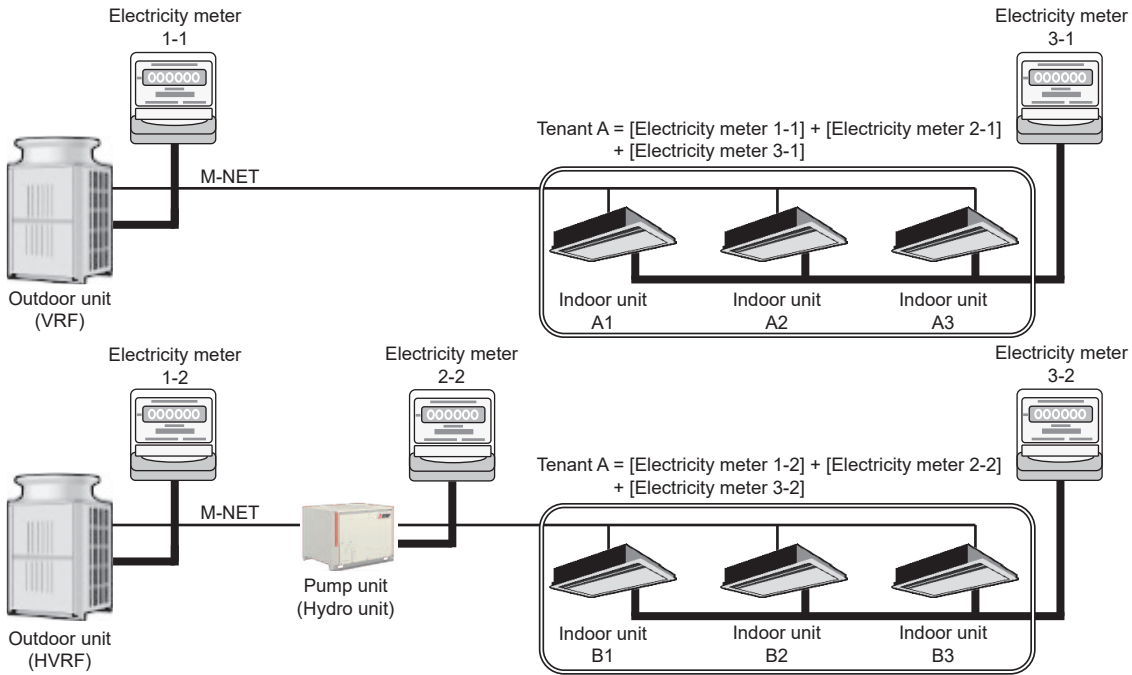 Electricity meter
1-1
Electricity meter
3-1
000000
000000
Tenant A = [Electricity meter 1-1] + [Electricity meter 2-1]
+ [Electricity meter 3-1]
M-NET
Outdoor unit
(VRF)
Indoor unit
A1
Indoor unit
A2
Indoor unit
A3
Electricity meter
1-2
Electricity meter
2-2
Electricity meter
3-2
000000
000000
000000
Tenant A = [Electricity meter 1-2] + [Electricity meter 2-2]
+ [Electricity meter 3-2]
M-NET
Pump unit
(Hydro unit)
Outdoor unit
(HVRF)
Indoor unit
B1
Indoor unit
B2
Indoor unit
B3